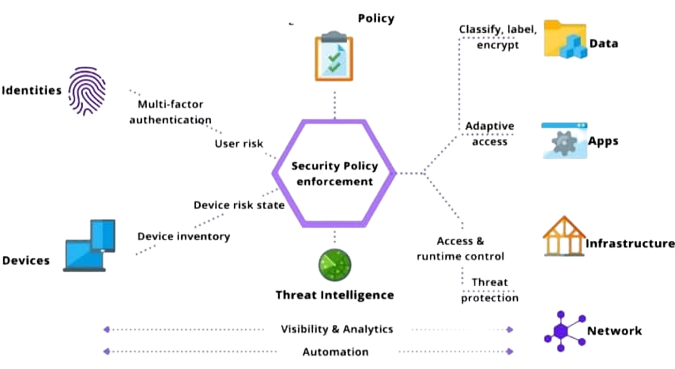 Policy
Classify, label,
encrypt
Data
Identities
Multi-factor
authentication
User risk
Adaptive
access
Apps
Security Policy
enforcement
Device risk state
Device inventory
Devices
Access &
runtime control
Infrastructure
Threat Intelligence
Threat
protection
Visibility & Analytics
Network
Automation